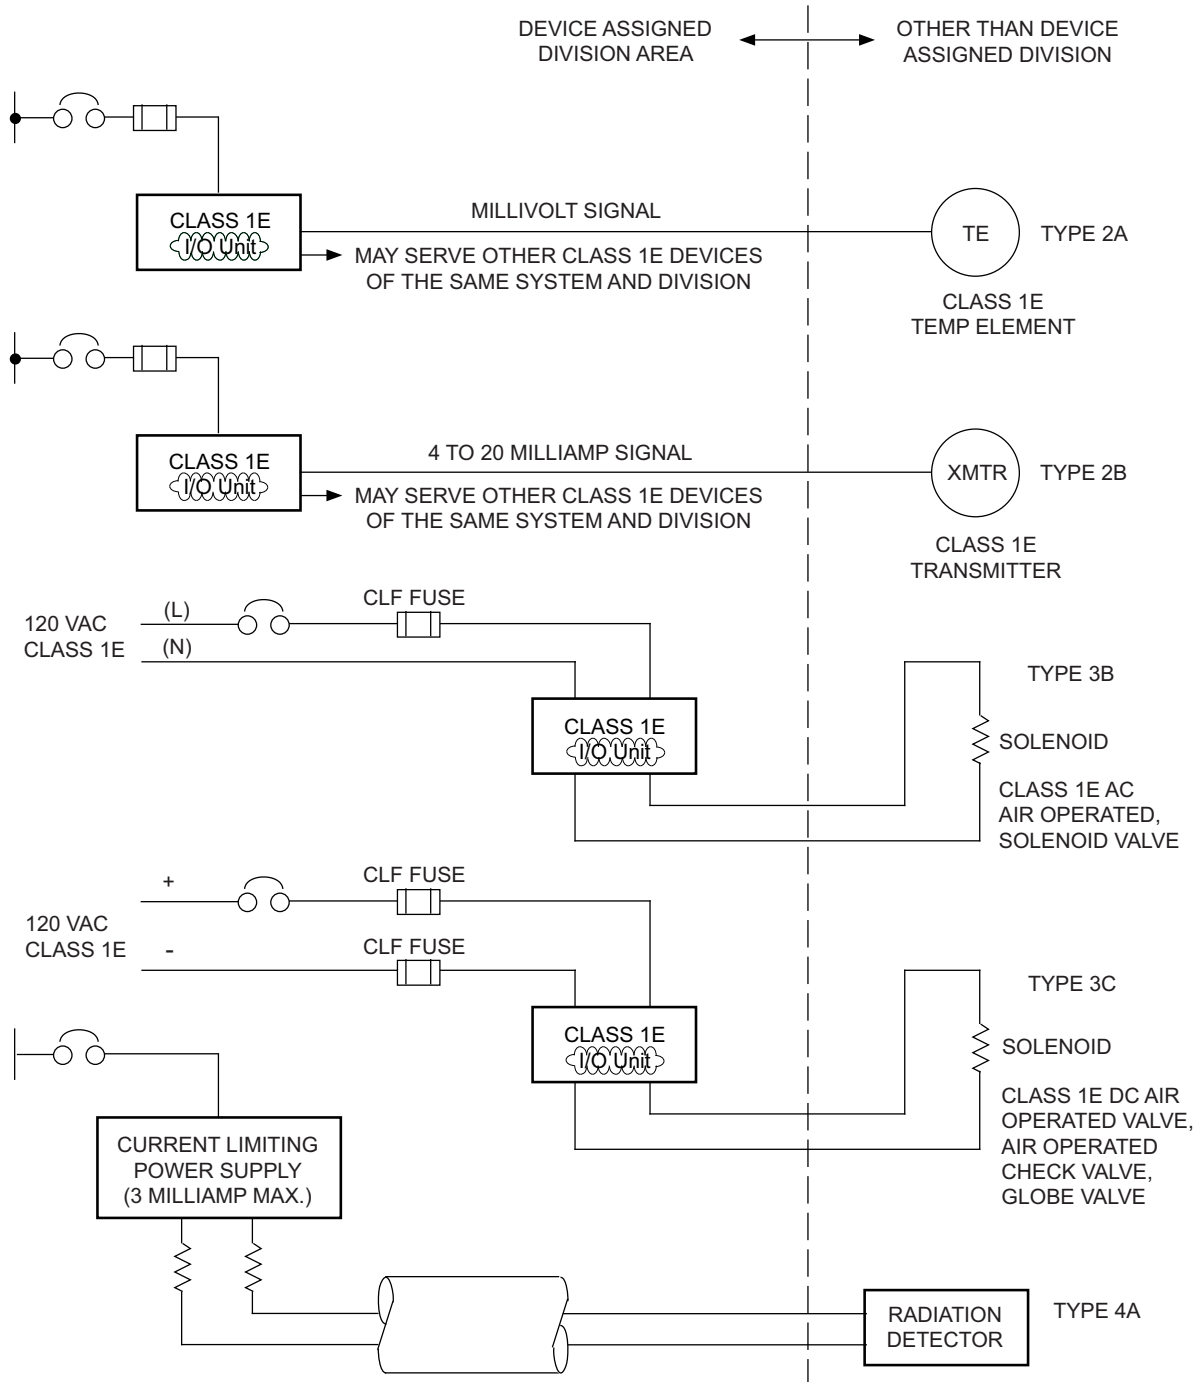 DEVICE ASSIGNED
DIVISION AREA
OTHER THAN DEVICE
ASSIGNED DIVISION
CLASS 1E
I/O Unit
MILLIVOLT SIGNAL
MAY SERVE OTHER CLASS 1E DEVICES
OF THE SAME SYSTEM AND DIVISION
TE
TYPE 2A
CLASS 1E
TEMP ELEMENT
CLASS 1E
I/O Unit
4 TO 20 MILLIAMP SIGNAL
MAY SERVE OTHER CLASS 1E DEVICES
OF THE SAME SYSTEM AND DIVISION
XMTR
TYPE 2B
CLASS 1E
TRANSMITTER
120 VAC
CLASS 1E
(L)
(N)
CLF FUSE
CLASS 1E
I/O Unit
TYPE 3B
SOLENOID
CLASS 1E AC
AIR OPERATED,
SOLENOID VALVE
120 VAC
CLASS 1E
+
-
CLF FUSE
CLF FUSE
CLASS 1E
I/O Unit
TYPE 3C
SOLENOID
CLASS 1E DC AIR
OPERATED VALVE,
AIR OPERATED
CHECK VALVE,
GLOBE VALVE
CURRENT LIMITING
POWER SUPPLY
(3 MILLIAMP MAX.)
RADIATION
DETECTOR
TYPE 4A